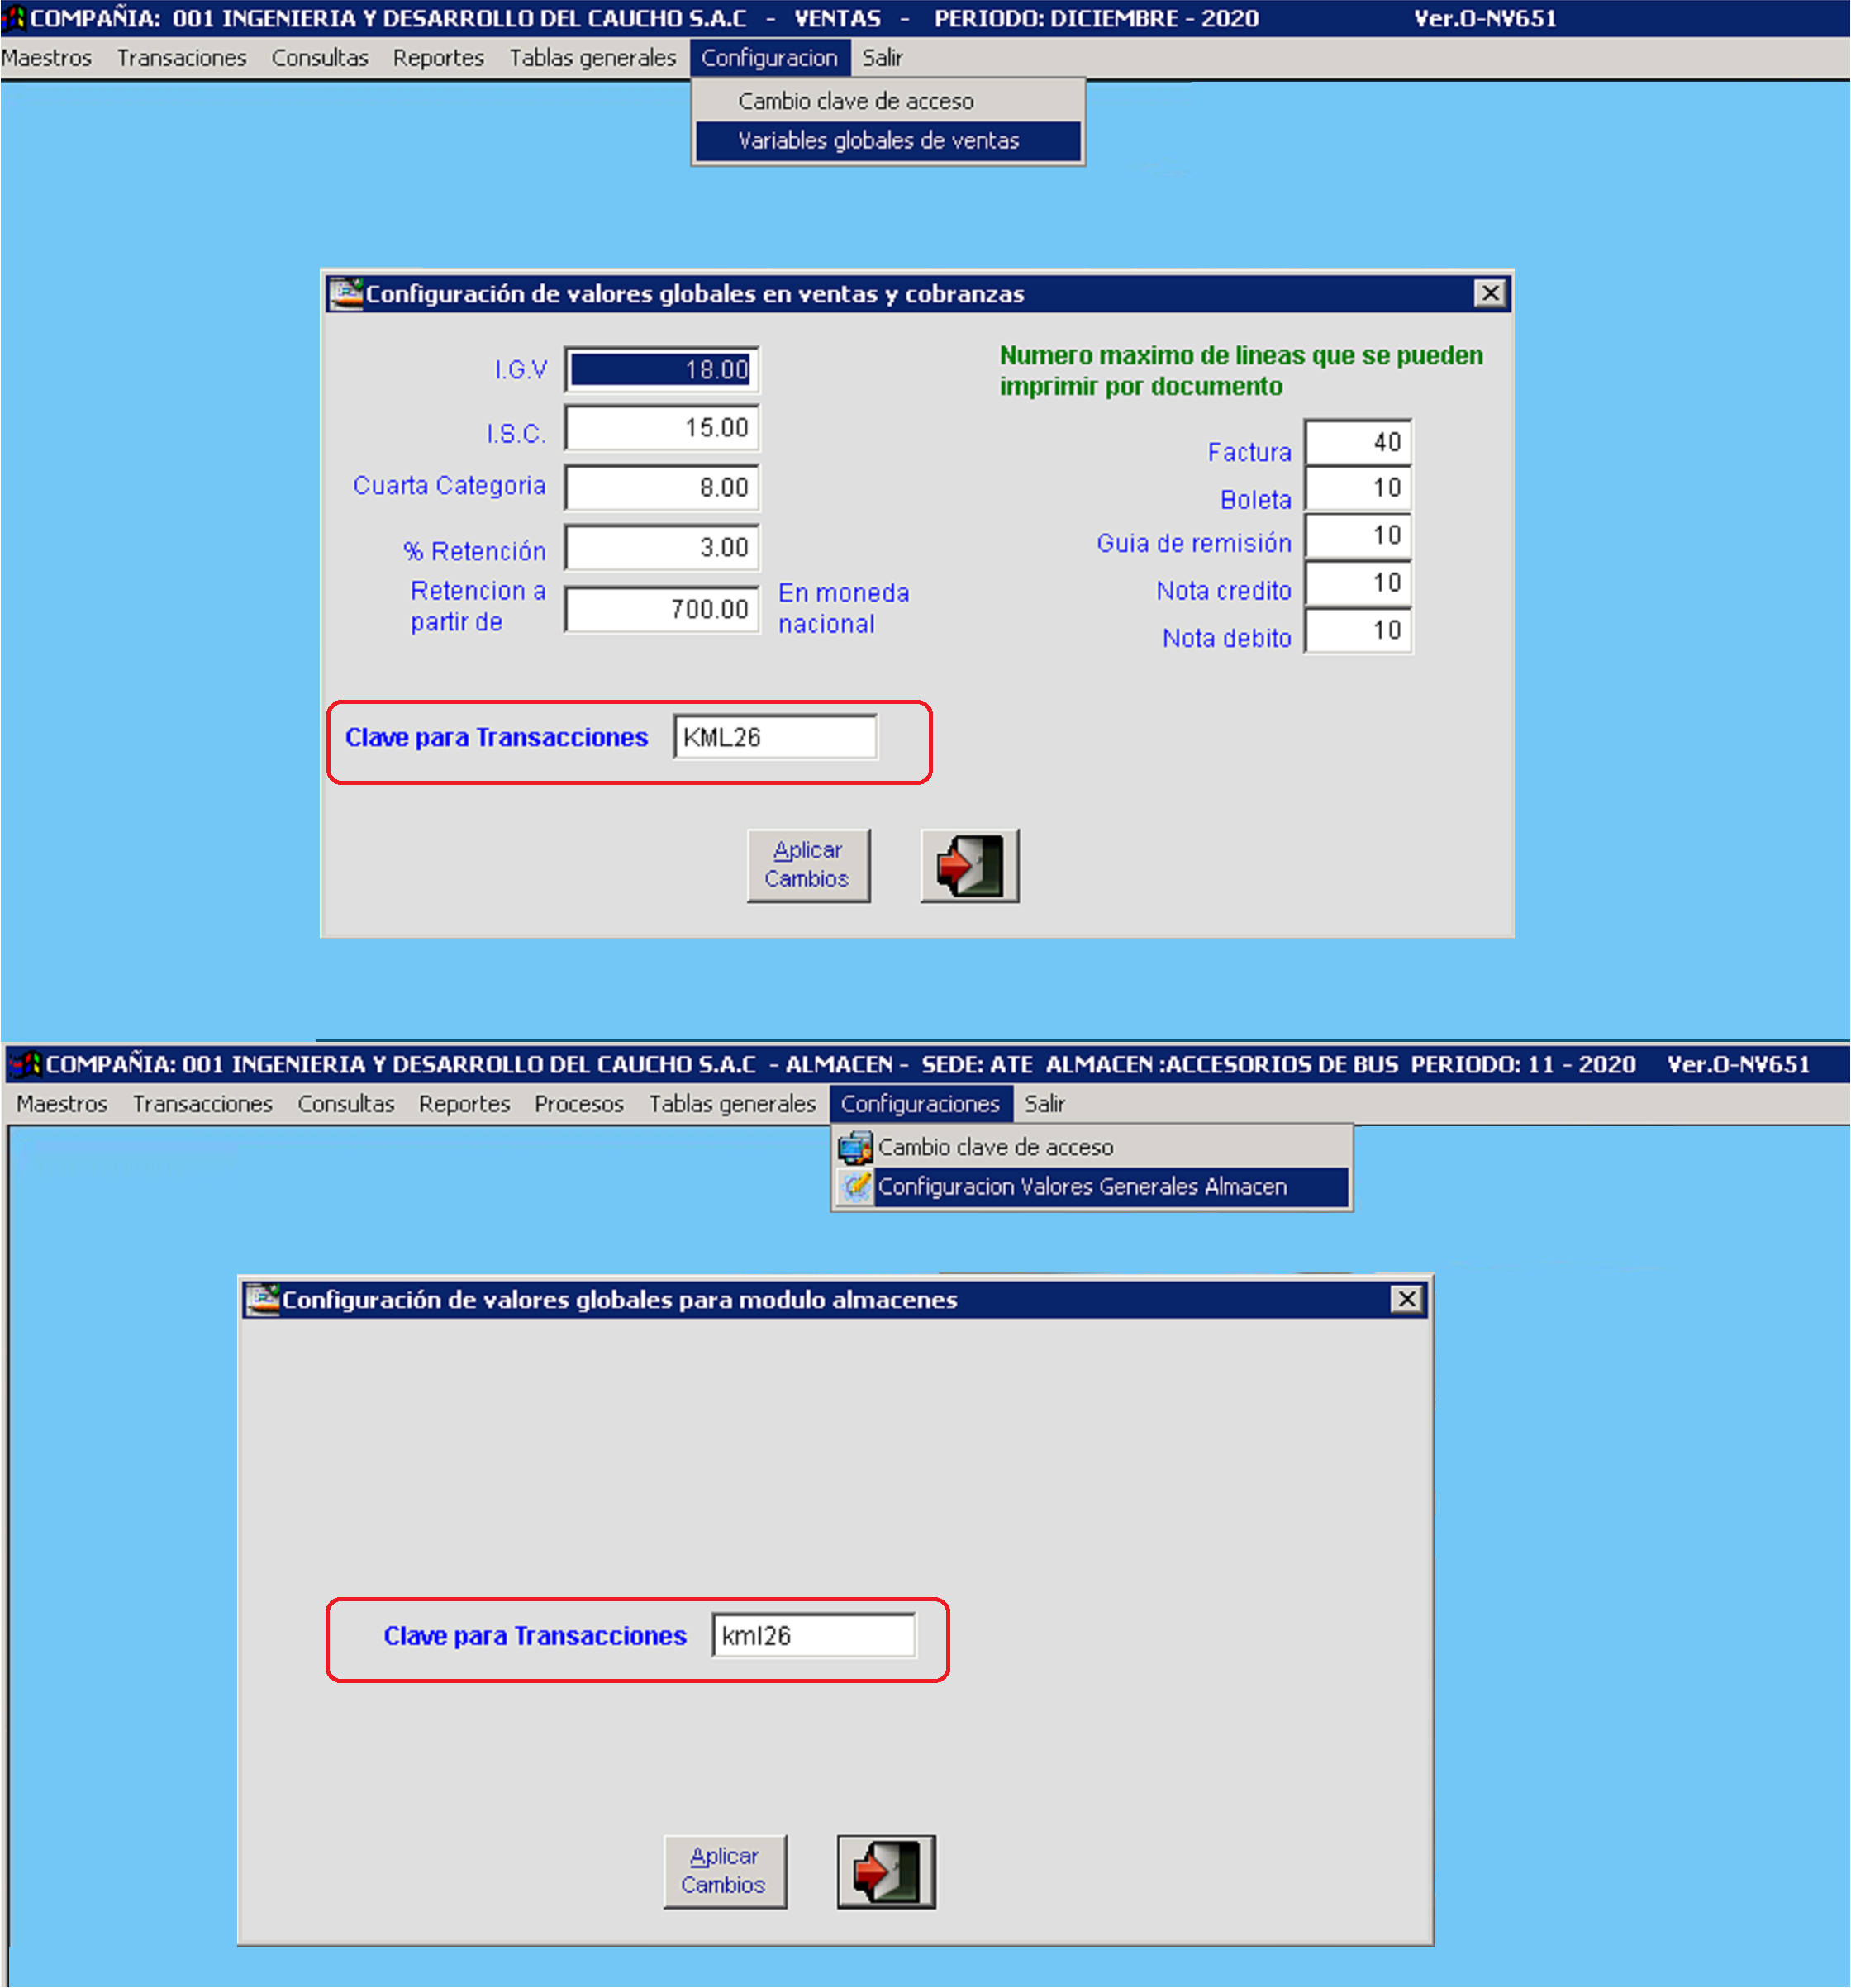 COMPAÑIA: 001 INGENIERIA Y DESARROLLO DEL CAUCHO S.A.C - VENTAS - PERIODO: DICIEMBRE - 2020 Ver.O-NV651
Maestros Transaciones Consultas Reportes Tablas generales Configuracion Salir
Cambio clave de acceso
Variables globales de ventas
Configuración de valores globales en ventas y cobranzas
I.G.V 18.00
I.S.C. 15.00
Cuarta Categoria 8.00
% Retención 3.00
Retencion a
partir de 700.00 En moneda
nacional
Numero maximo de lineas que se pueden
imprimir por documento
Factura 40
Boleta 10
Guia de remisión 10
Nota credito 10
Nota debito 10
Clave para Transacciones KML26
Aplicar
Cambios
COMPAÑIA: 001 INGENIERIA Y DESARROLLO DEL CAUCHO S.A.C - ALMACEN - SEDE: ATE ALMACEN :ACCESORIOS DE BUS PERIODO: 11 - 2020 Ver.O-NV651
Maestros Transacciones Consultas Reportes Procesos Tablas generales Configuraciones Salir
Cambio clave de acceso
Configuracion Valores Generales Almacen
Configuración de valores globales para modulo almacenes
Clave para Transacciones kml26
Aplicar
Cambios